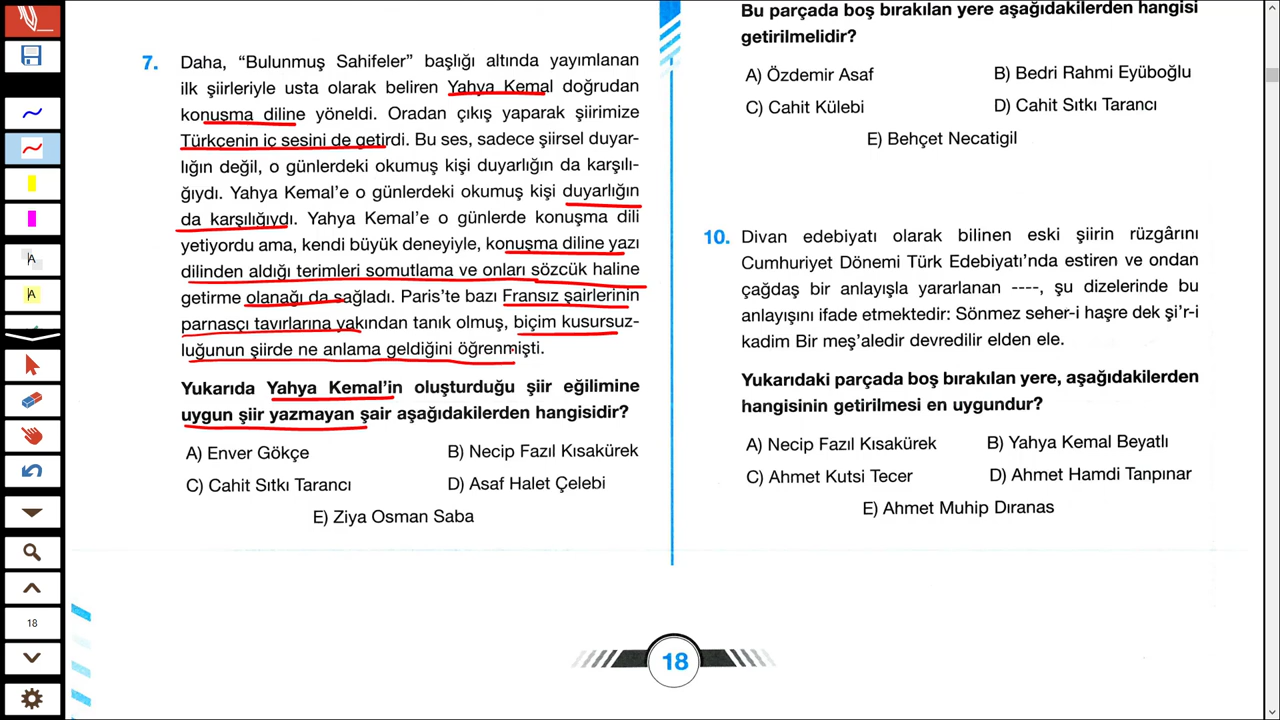 7. Daha, “Bulunmuş Sahifeler” başlığı altında yayımlanan
ilk şiirleriyle usta olarak beliren Yahya Kemal doğrudan
konuşma diline yöneldi. Oradan çıkış yaparak şiirimize
Türkçenin iç sesini de getirdi. Bu ses, sadece şiirsel duyar-
lığın değil, o günlerdeki okumuş kişi duyarlığın da karşılı-
ğıydı. Yahya Kemal’e o günlerdeki okumuş kişi duyarlığın
da karşılığıydı. Yahya Kemal’e o günlerde konuşma dili
yetiyordu ama, kendi büyük deneyiyle, konuşma diline yazı
dilinden aldığı terimleri somutlama ve onları sözcük haline
getirme olanağı da sağladı. Paris’te bazı Fransız şairlerinin
parnasçı tavırlarına yakından tanık olmuş, biçim kusursuz-
luğunun şiirde ne anlama geldiğini öğrenmişti.
Yukarıda Yahya Kemal’in oluşturduğu şiir eğilimine
uygun şiir yazmayan şair aşağıdakilerden hangisidir?
A) Enver Gökçe
B) Necip Fazıl Kısakürek
C) Cahit Sıtkı Tarancı
D) Asaf Halet Çelebi
E) Ziya Osman Saba
Bu parçada boş bırakılan yere aşağıdakilerden hangisi
getirilmelidir?
A) Özdemir Asaf
B) Bedri Rahmi Eyüboğlu
C) Cahit Külebi
D) Cahit Sıtkı Tarancı
E) Behçet Necatigil
10. Divan edebiyatı olarak bilinen eski şiirin rüzgârını
Cumhuriyet Dönemi Türk Edebiyatı’nda estiren ve ondan
çağdaş bir anlayışla yararlanan ----, şu dizelerinde bu
anlayışını ifade etmektedir: Sönmez seher-i haşre dek şi’r-i
kadim Bir meş’aledir devredilir elden ele.
Yukarıdaki parçada boş bırakılan yere, aşağıdakilerden
hangisinin getirilmesi en uygundur?
A) Necip Fazıl Kısakürek
B) Yahya Kemal Beyatlı
C) Ahmet Kutsi Tecer
D) Ahmet Hamdi Tanpınar
E) Ahmet Muhip Dıranas
18
A
A
18